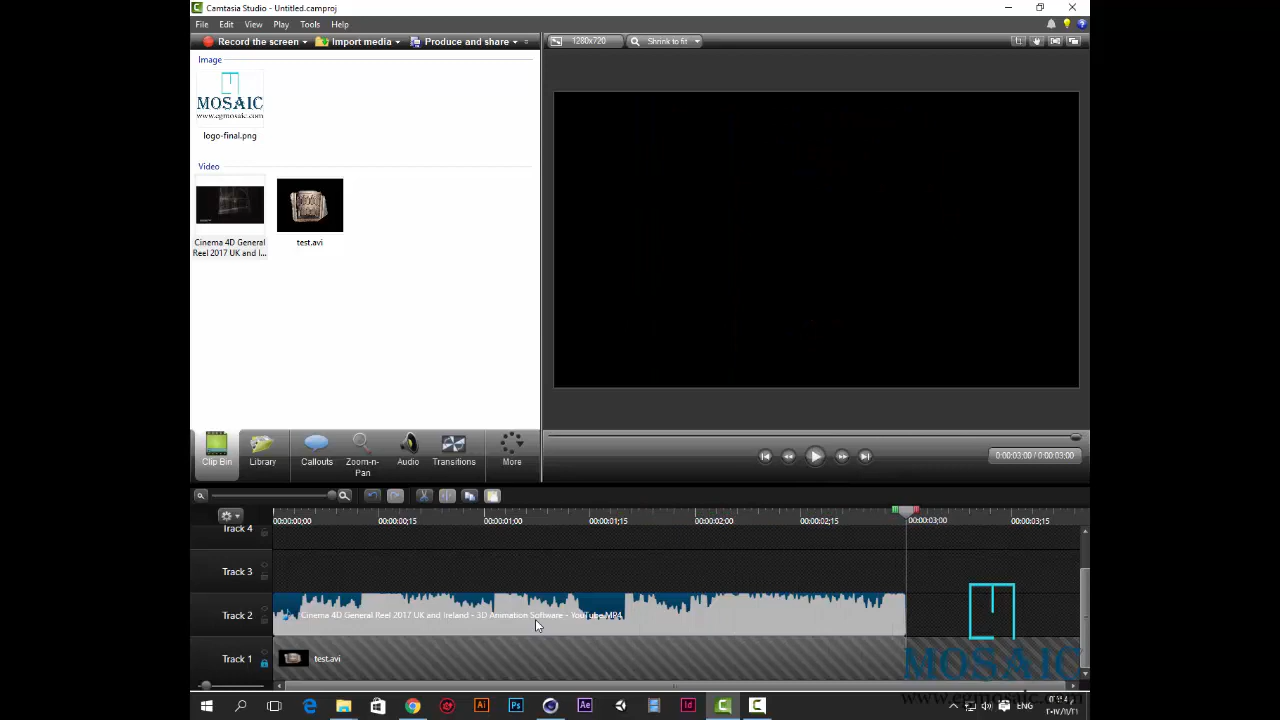 Camtasia Studio - Untitled.camproj
File Edit View Play Tools Help
Record the screen Import media Produce and share
1280x720 Shrink to fit
Image
MOSAIC
www.egmosaic.com
logo-final.png
Video
Cinema 4D General
Reel 2017 UK and I...
test.avi
Clip Bin Library Callouts Zoom-n-Pan Audio Transitions More
0:00:03;00 / 0:00:03;00
00:00:00;00 00:00:00;15 00:00:01;00 00:00:01;15 00:00:02;00 00:00:02;15 00:00:03;00 00:00:03;15
Track 4
Track 3
Track 2 Cinema 4D General Reel 2017 UK and Ireland - 3D Animation Software - YouTube.MP4
Track 1 test.avi
MOSAIC
www.egmosaic.com
Ai Ps Ae Id ENG